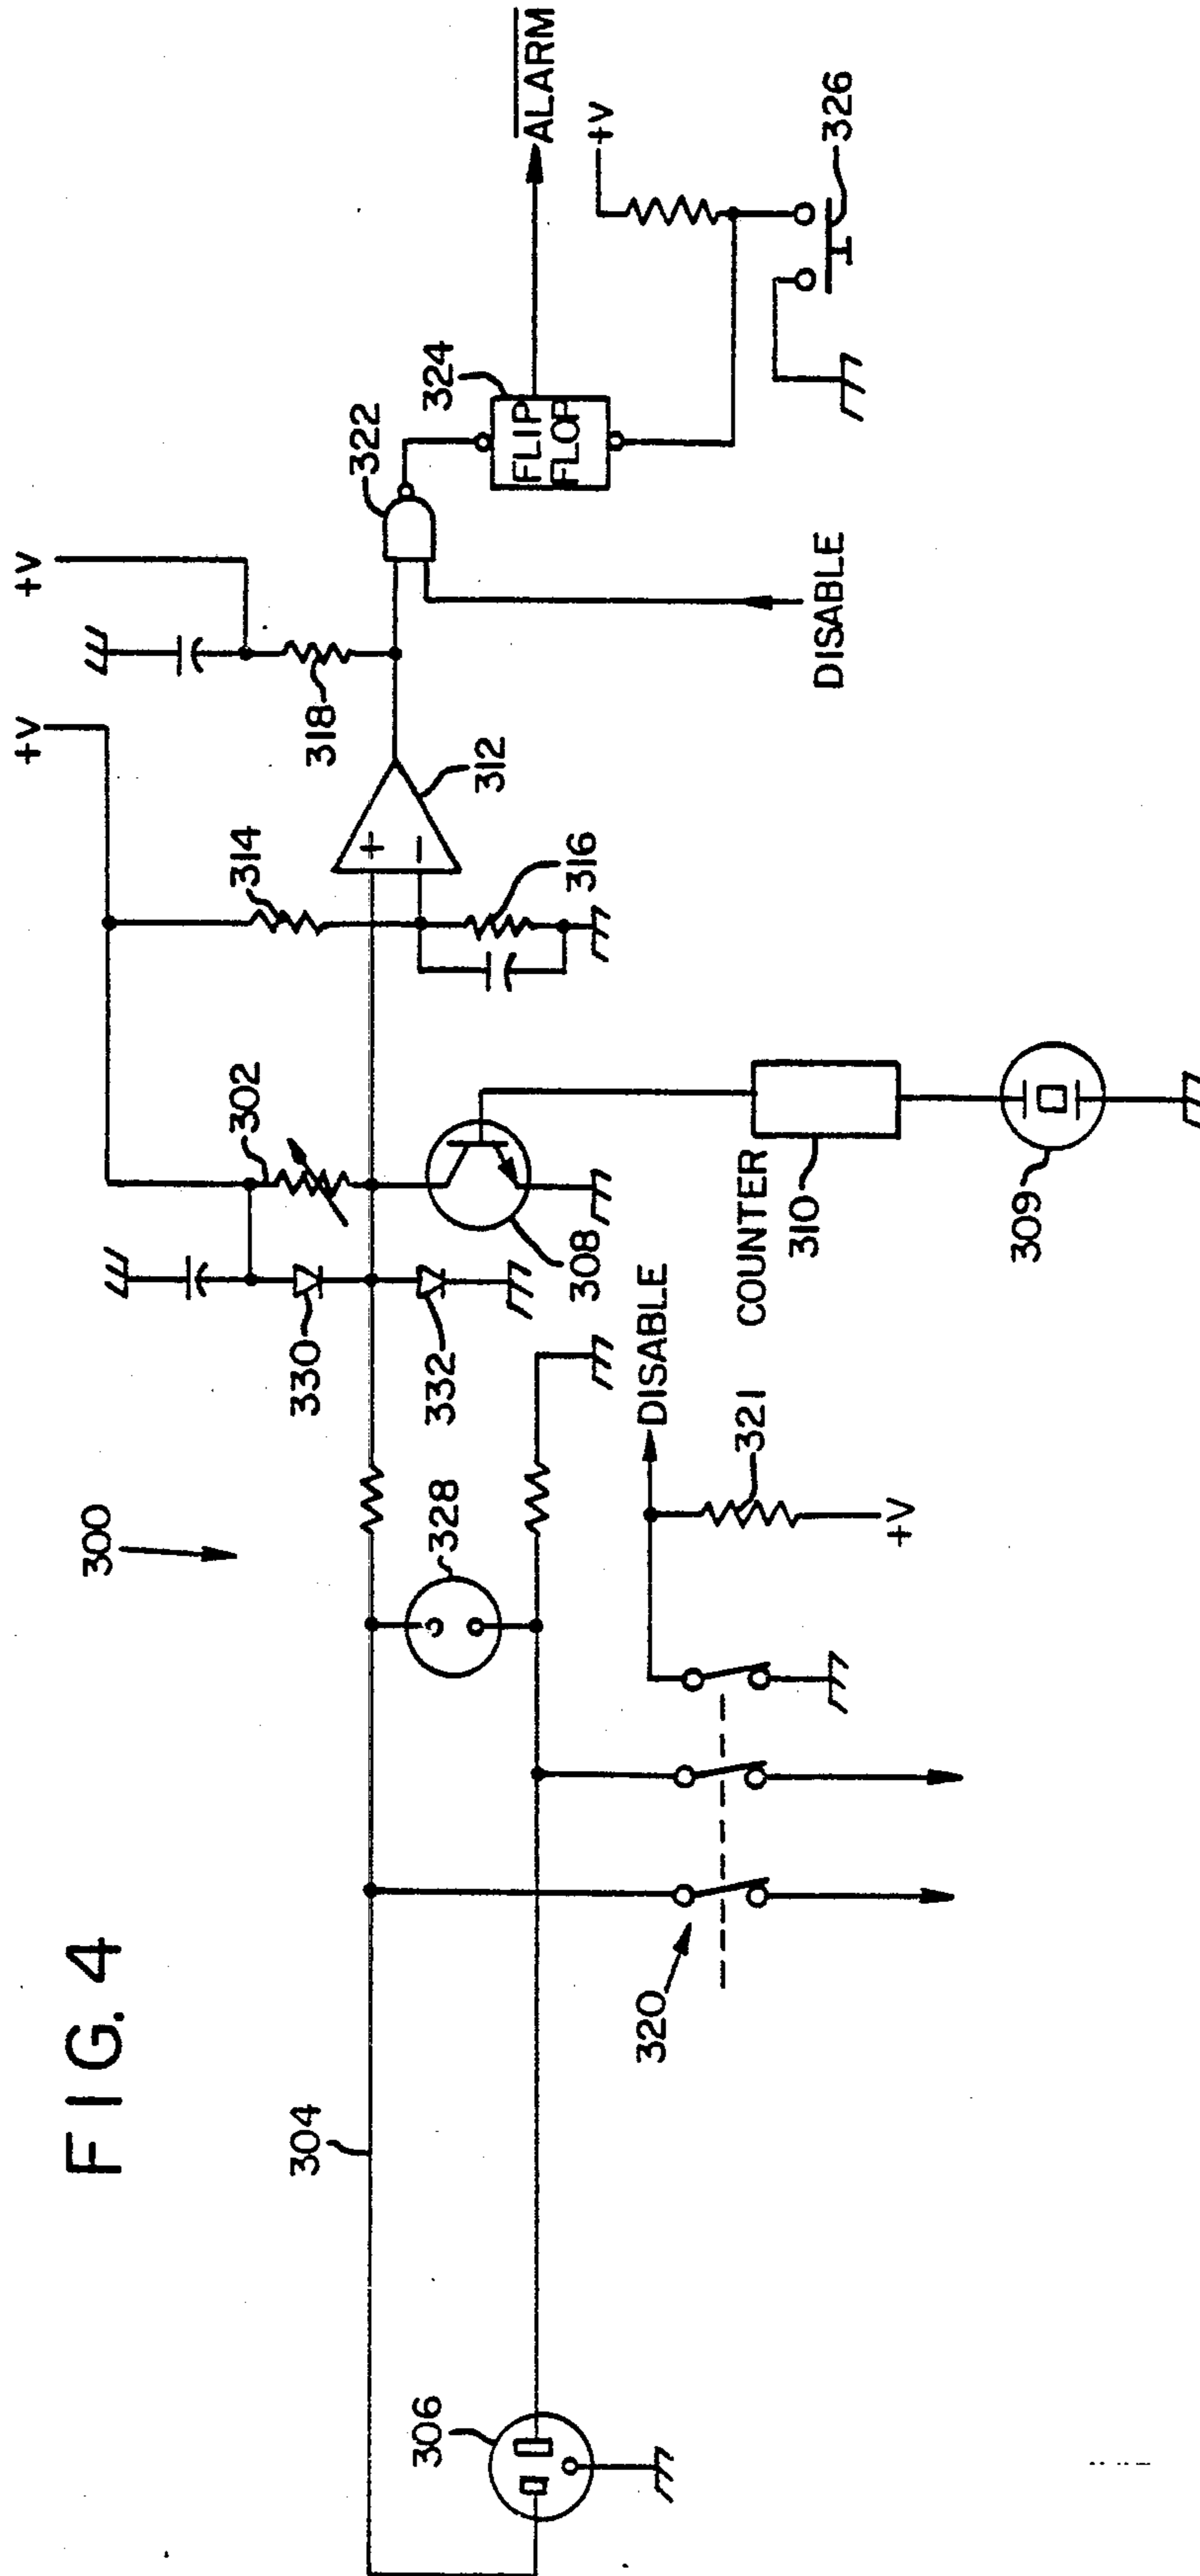 FIG. 4
300
304
306
320
328
330
332
302
308
DISABLE
321
+V
COUNTER
310
309
+V
314
316
312
+V
318
322
DISABLE
324
FLIP
FLOP
ALARM
+V
326